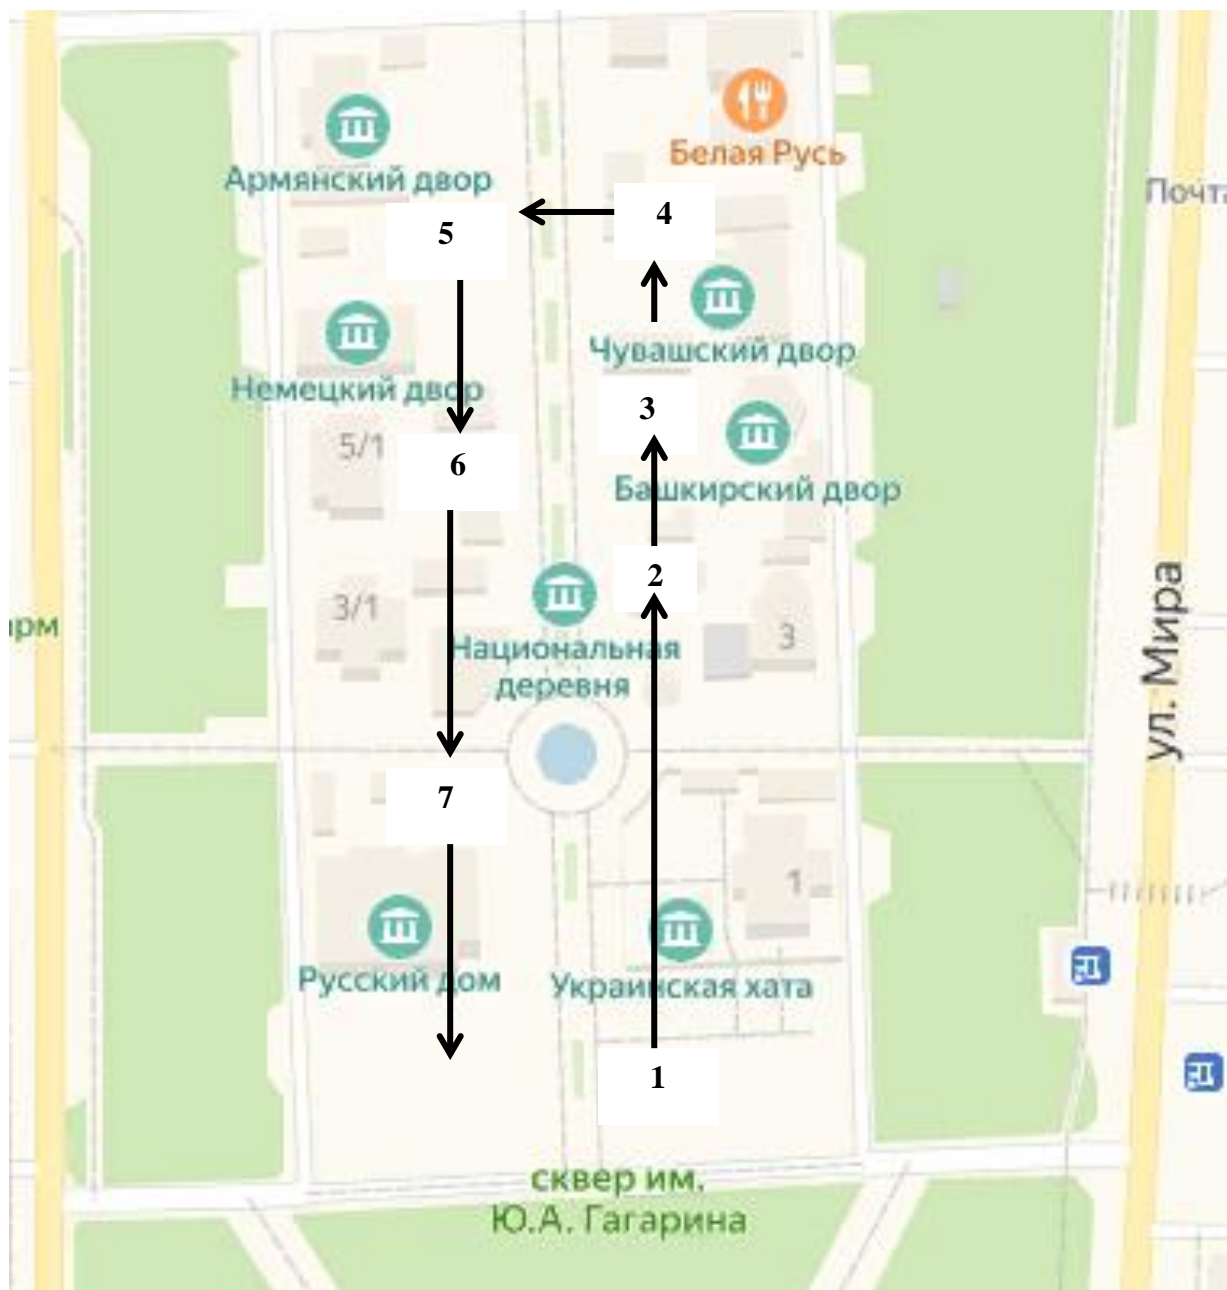 Белая Русь
Армянский двор
Почта
4
5
Чувашский двор
Немецкий двор
3
5/1
6
Башкирский двор
2
3/1
арм
3
Национальная
деревня
ул. Мира
7
1
Русский дом
Украинская хата
1
сквер им.
Ю.А. Гагарина